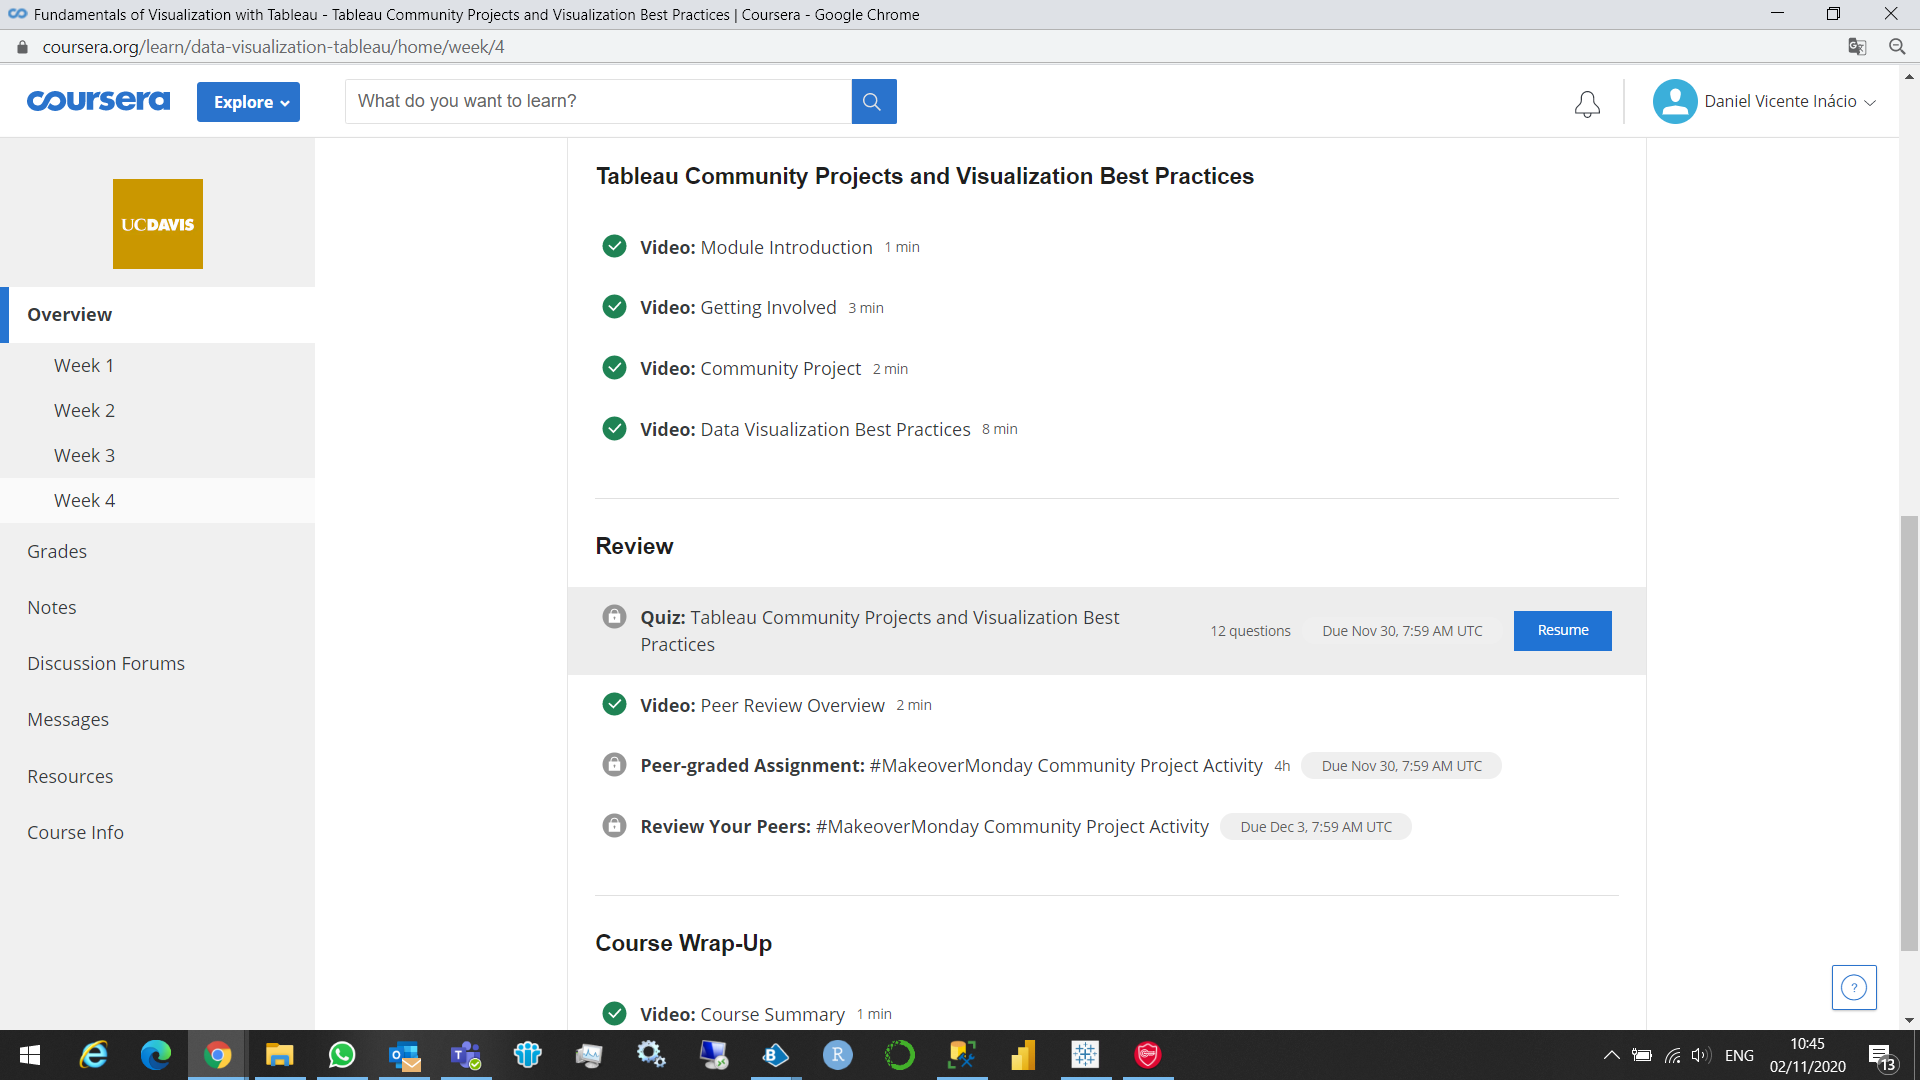 Fundamentals of Visualization with Tableau - Tableau Community Projects and Visualization Best Practices | Coursera - Google Chrome
coursera.org/learn/data-visualization-tableau/home/week/4
coursera
Explore
What do you want to learn?
Daniel Vicente Inácio
UCDAVIS
Overview
Week 1
Week 2
Week 3
Week 4
Grades
Notes
Discussion Forums
Messages
Resources
Course Info
Tableau Community Projects and Visualization Best Practices
Video: Module Introduction 1 min
Video: Getting Involved 3 min
Video: Community Project 2 min
Video: Data Visualization Best Practices 8 min
Review
Quiz: Tableau Community Projects and Visualization Best
Practices
12 questions
Due Nov 30, 7:59 AM UTC
Resume
Video: Peer Review Overview 2 min
Peer-graded Assignment: #MakeoverMonday Community Project Activity 4h Due Nov 30, 7:59 AM UTC
Review Your Peers: #MakeoverMonday Community Project Activity Due Dec 3, 7:59 AM UTC
Course Wrap-Up
Video: Course Summary 1 min
?
ENG
10:45
02/11/2020
13